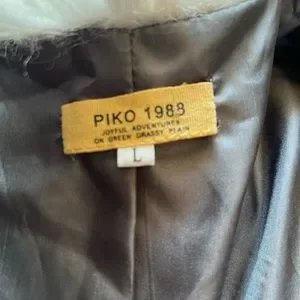 PIKO 1988
JOYFUL ADVENTURES
ON GREEN GRASSY PLAIN
L